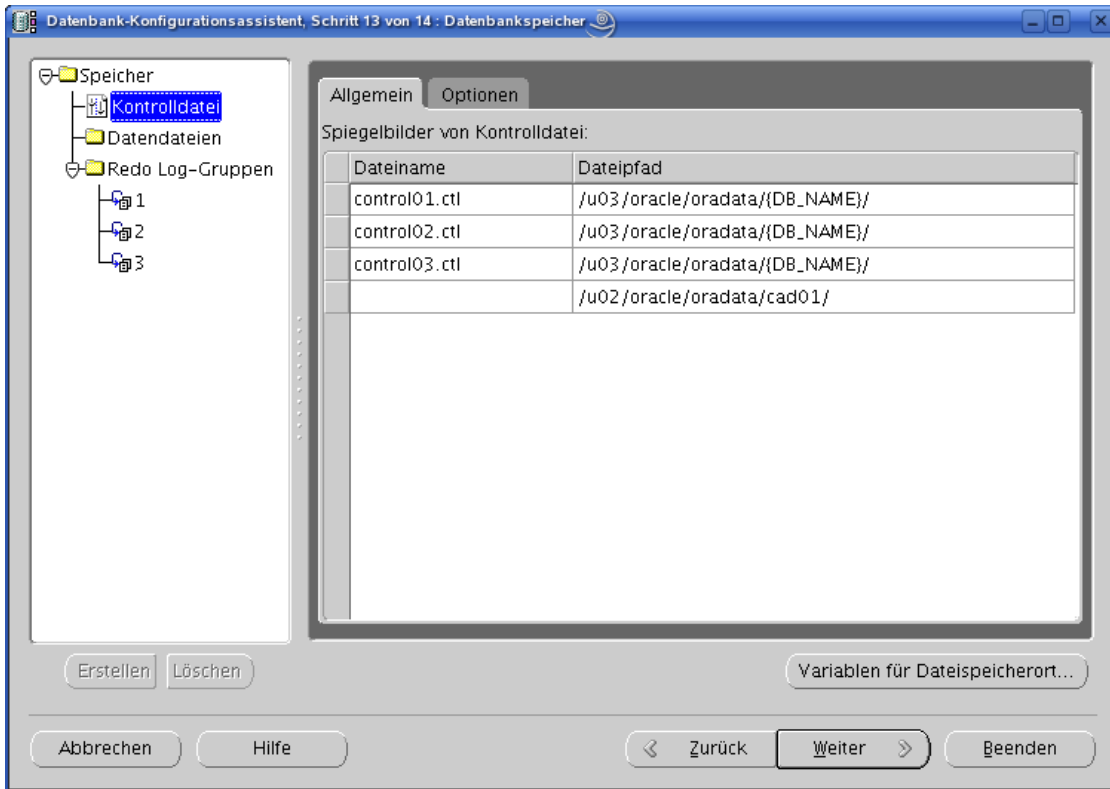 Datenbank-Konfigurationsassistent, Schritt 13 von 14 : Datenbankspeicher
Speicher
Kontrolldatei
Datendateien
Redo Log-Gruppen
1
2
3
Allgemein Optionen
Spiegelbilder von Kontrolldatei:
Dateiname Dateipfad
control01.ctl /u03/oracle/oradata/{DB_NAME}/
control02.ctl /u03/oracle/oradata/{DB_NAME}/
control03.ctl /u03/oracle/oradata/{DB_NAME}/
/u02/oracle/oradata/cad01/
Erstellen Löschen Variablen für Dateispeicherort...
Abbrechen Hilfe Zurück Weiter Beenden